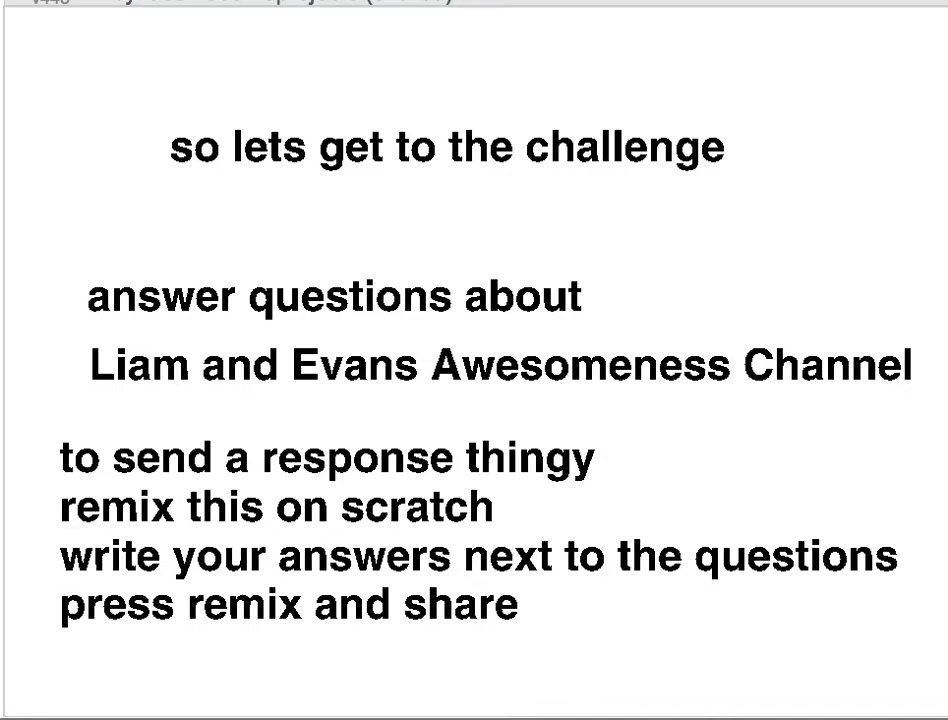 so lets get to the challenge
answer questions about
Liam and Evans Awesomeness Channel
to send a response thingy
remix this on scratch
write your answers next to the questions
press remix and share